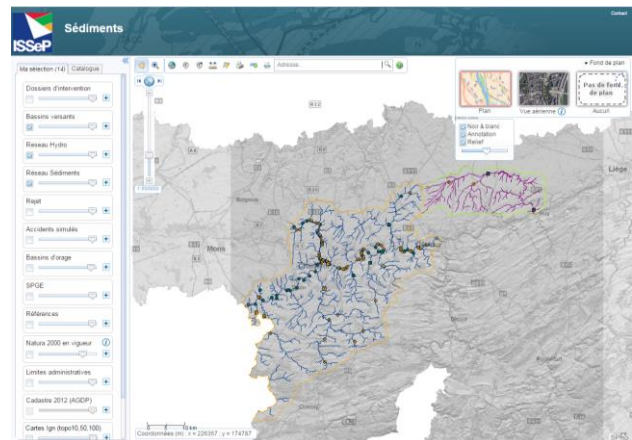 Contact
ISSeP
Sédiments
Ma sélection (14)
Catalogue
Adresse...
Fond de plan
Plan
Vue aérienne
Pas de fond de plan
Aucun
Noir & blanc
Annotation
Relief
Dossiers d'intervention
Bassins versants
Reseau Hydro
Réseau Sédiments
Rejet
Accidents simulés
Bassins d'orage
SPGE
Références
Natura 2000 en vigueur
Limites administratives
Cadastre 2012 (AGDP)
Cartes Ign (topo10,50,100)
Mons
Liège
10 km
Coordonnées (m) : x = 226357 ; y = 174787